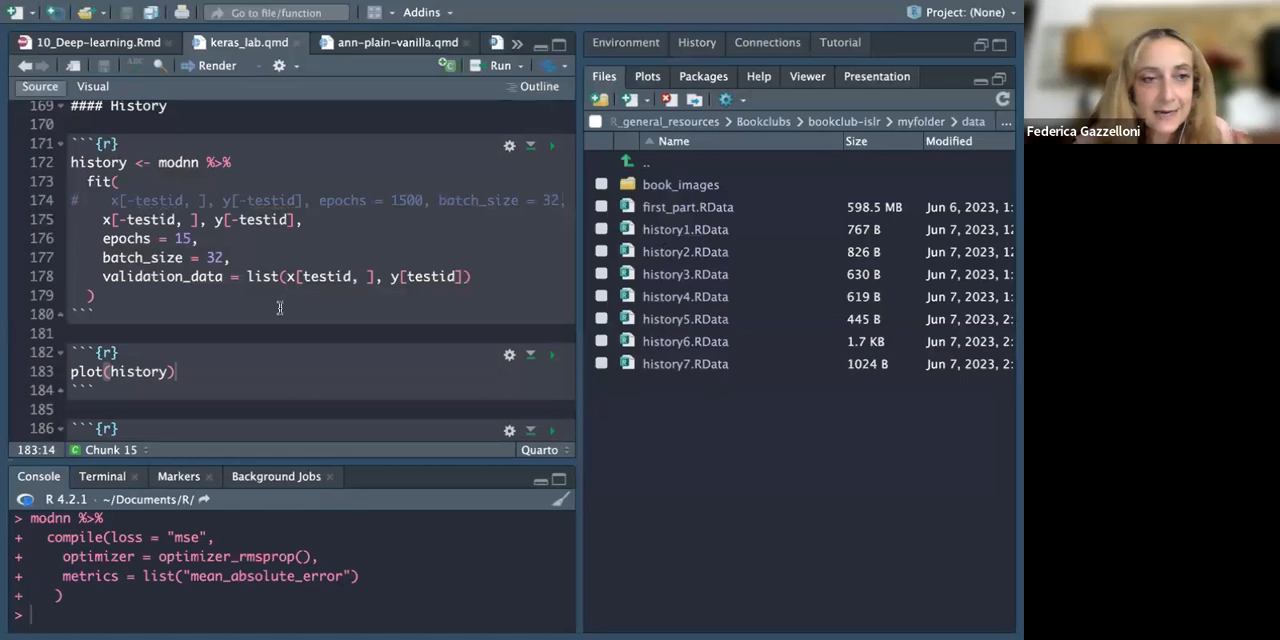 Go to file/function
Addins
Project: (None)
10_Deep-learning.Rmd
keras_lab.qmd
ann-plain-vanilla.qmd
Render
Run
Source
Visual
Outline
169 #### History
170
171 ```{r}
172 history <- modnn %>%
173 fit(
174 # x[-testid, ], y[-testid], epochs = 1500, batch_size = 32,
175 x[-testid, ], y[-testid],
176 epochs = 15,
177 batch_size = 32,
178 validation_data = list(x[testid, ], y[testid])
179 )
180 ```
181
182 ```{r}
183 plot(history)
184 ```
185
186 ```{r}
183:14
Chunk 15
Quarto
Console
Terminal
Markers
Background Jobs
R 4.2.1 · ~/Documents/R/
> modnn %>%
+ compile(loss = "mse",
+ optimizer = optimizer_rmsprop(),
+ metrics = list("mean_absolute_error")
+ )
>
Environment
History
Connections
Tutorial
Files
Plots
Packages
Help
Viewer
Presentation
R_general_resources
Bookclubs
bookclub-islr
myfolder
data
...
Name
Size
Modified
..
book_images
first_part.RData 598.5 MB Jun 6, 2023, 1:
history1.RData 767 B Jun 7, 2023, 12
history2.RData 826 B Jun 7, 2023, 12
history3.RData 630 B Jun 7, 2023, 1:
history4.RData 619 B Jun 7, 2023, 1:
history5.RData 445 B Jun 7, 2023, 2:
history6.RData 1.7 KB Jun 7, 2023, 2:
history7.RData 1024 B Jun 7, 2023, 2:
Federica Gazzelloni